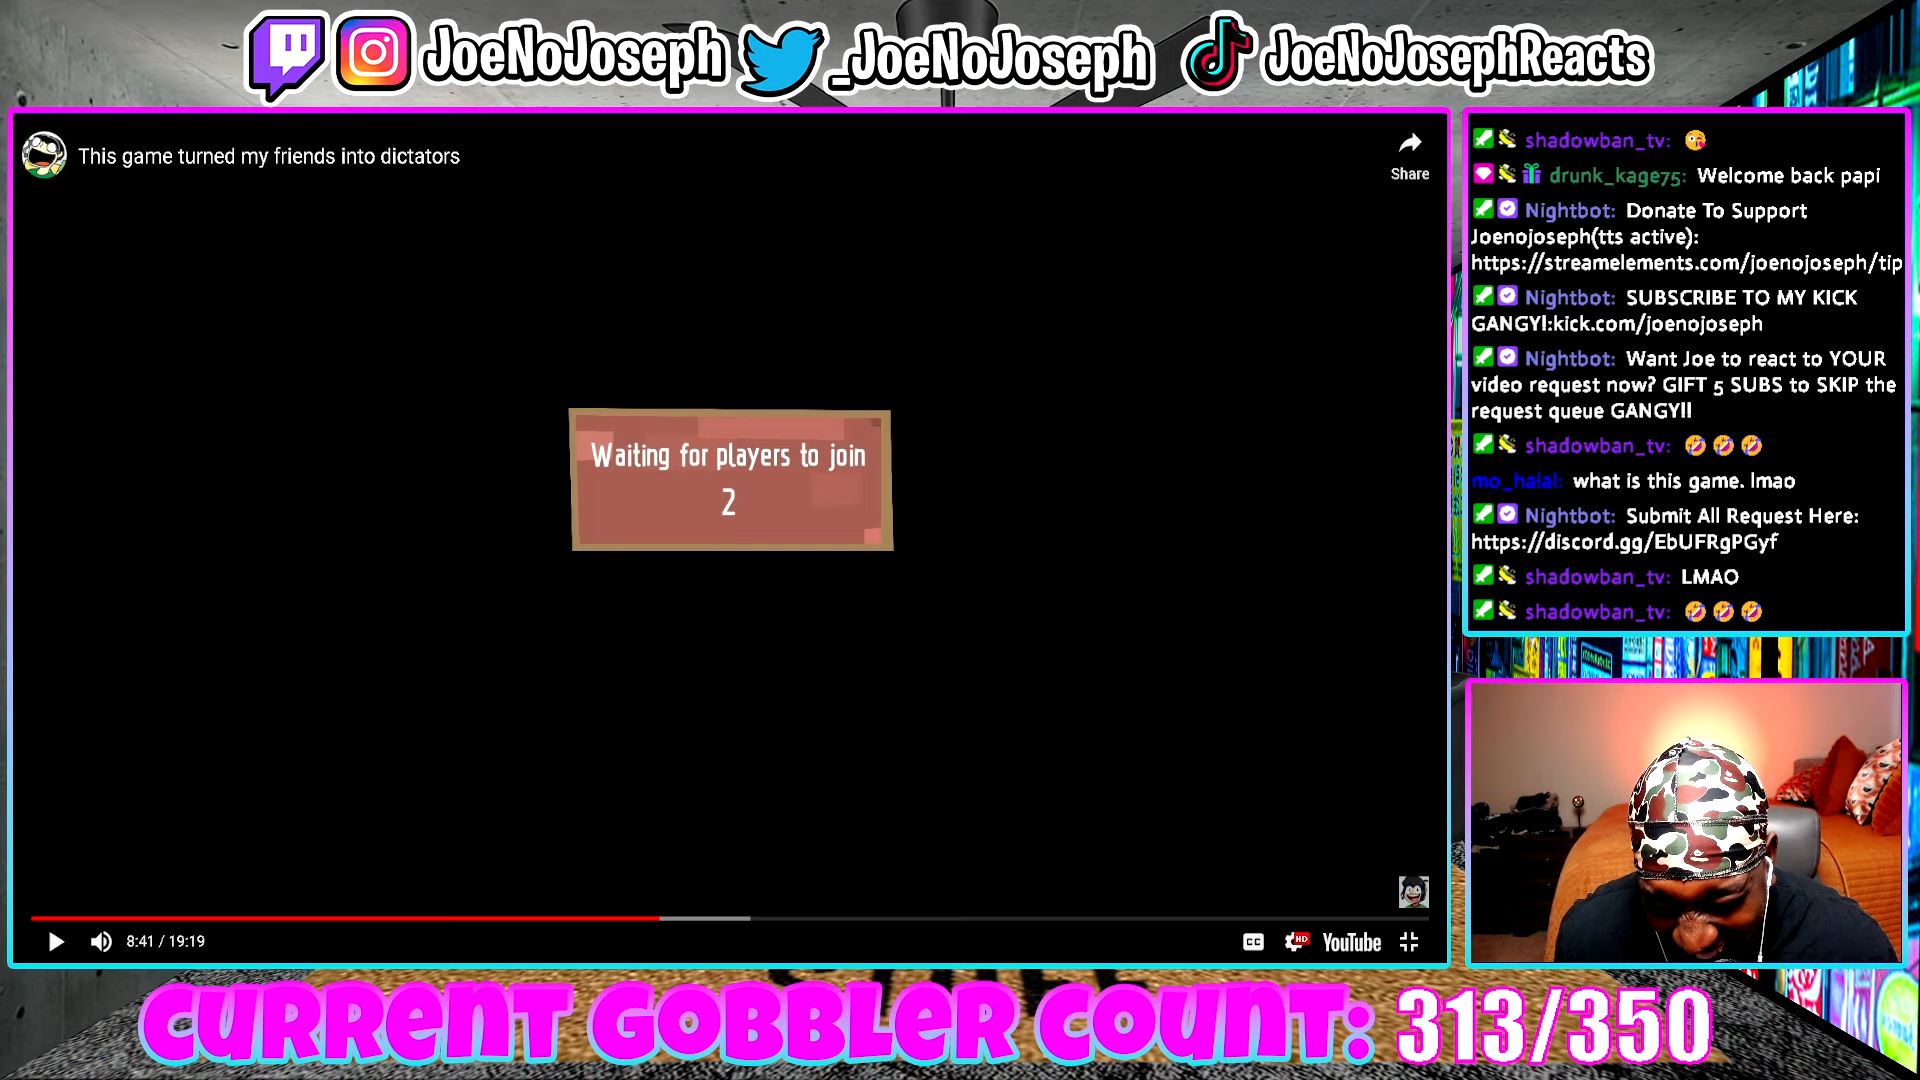 JoeNoJoseph
_JoeNoJoseph
JoeNoJosephReacts
This game turned my friends into dictators
Share
Waiting for players to join
2
8:41 / 19:19
CC
HD
YouTube
shadowban_tv: 😘
drunk_kage75: Welcome back papi
Nightbot: Donate To Support
Joenojoseph(tts active):
https://streamelements.com/joenojoseph/tip
Nightbot: SUBSCRIBE TO MY KICK
GANGY!:kick.com/joenojoseph
Nightbot: Want Joe to react to YOUR
video request now? GIFT 5 SUBS to SKIP the
request queue GANGY!!
shadowban_tv: 🤣 🤣 🤣
mo_halal: what is this game. lmao
Nightbot: Submit All Request Here:
https://discord.gg/EbUFRgPGyf
shadowban_tv: LMAO
shadowban_tv: 🤣 🤣 🤣
CURRENT GOBBLER COUNT: 313/350